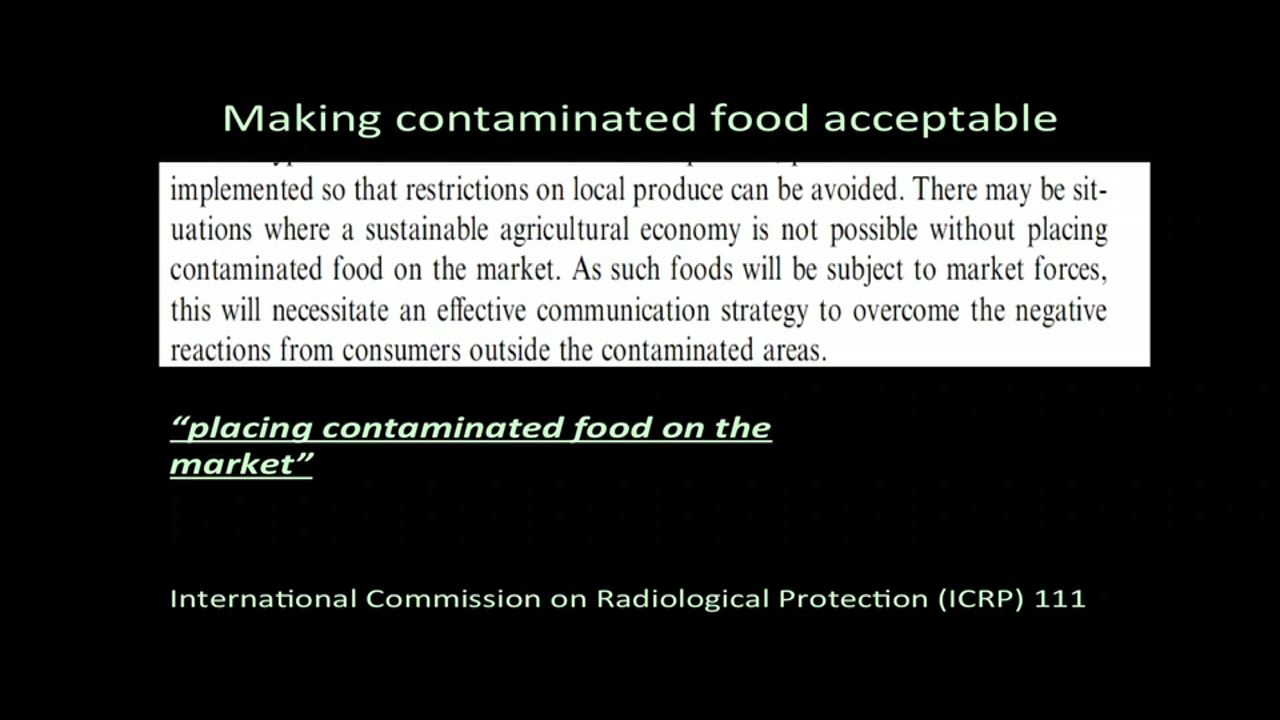 Making contaminated food acceptable
implemented so that restrictions on local produce can be avoided. There may be sit-
uations where a sustainable agricultural economy is not possible without placing
contaminated food on the market. As such foods will be subject to market forces,
this will necessitate an effective communication strategy to overcome the negative
reactions from consumers outside the contaminated areas.
“placing contaminated food on the
market”
International Commission on Radiological Protection (ICRP) 111